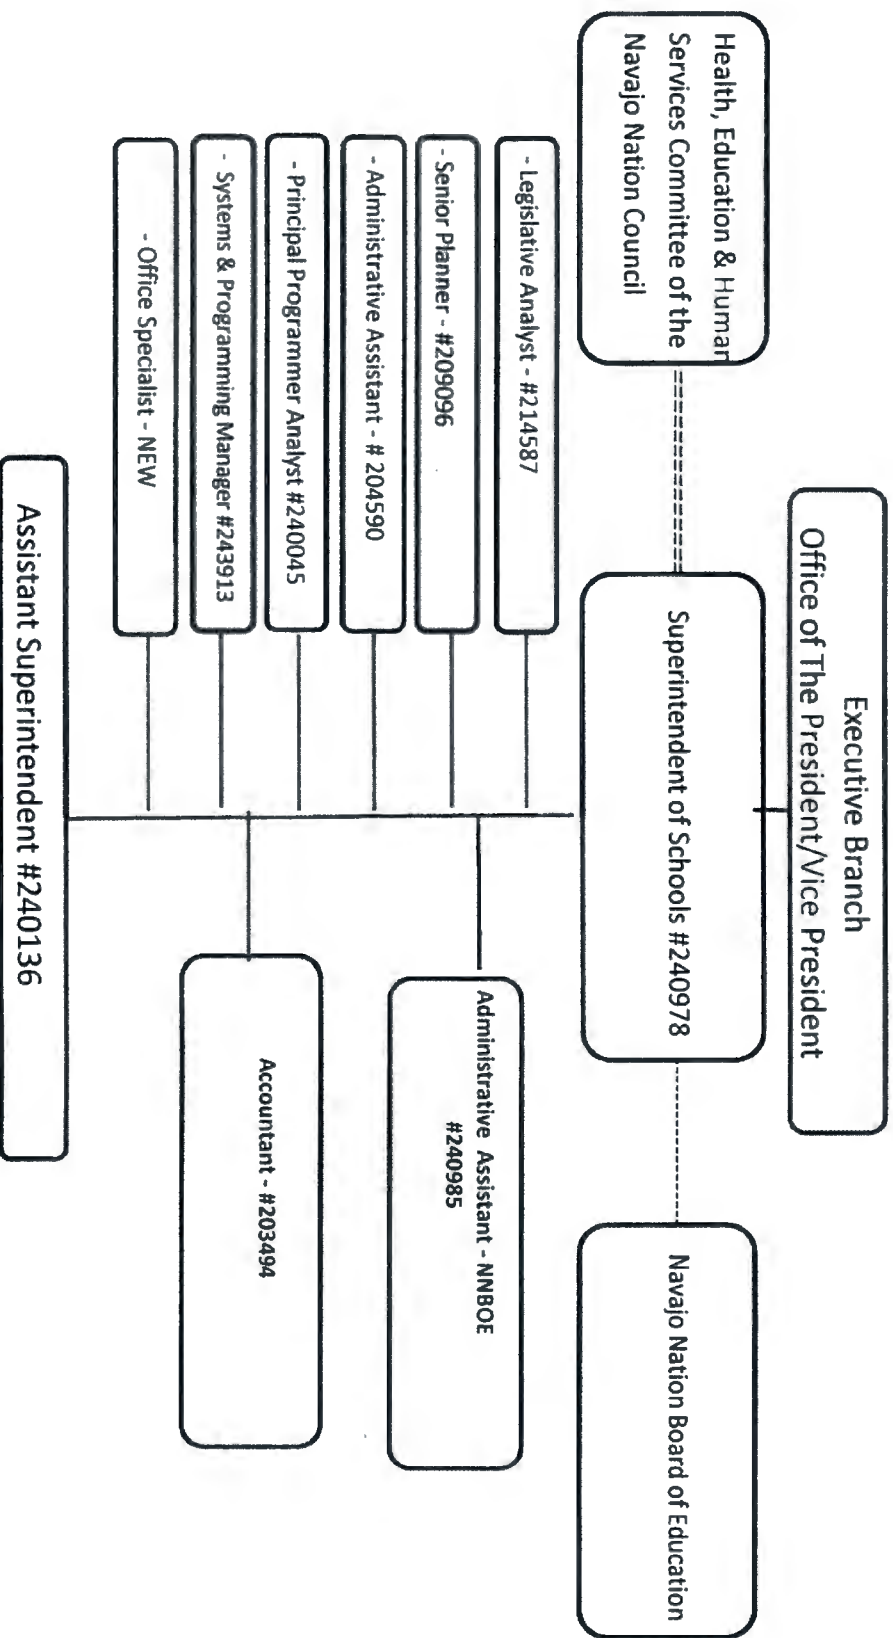 Executive Branch
Office of The President/Vice President
Health, Education & Human
Services Committee of the
Navajo Nation Council
Superintendent of Schools #240978
Navajo Nation Board of Education
- Legislative Analyst - #214587
- Senior Planner - #209096
- Administrative Assistant - # 204590
- Principal Programmer Analyst #240045
- Systems & Programming Manager #243913
- Office Specialist - NEW
Administrative Assistant - NNBOE
#240985
Accountant - #203494
Assistant Superintendent #240136